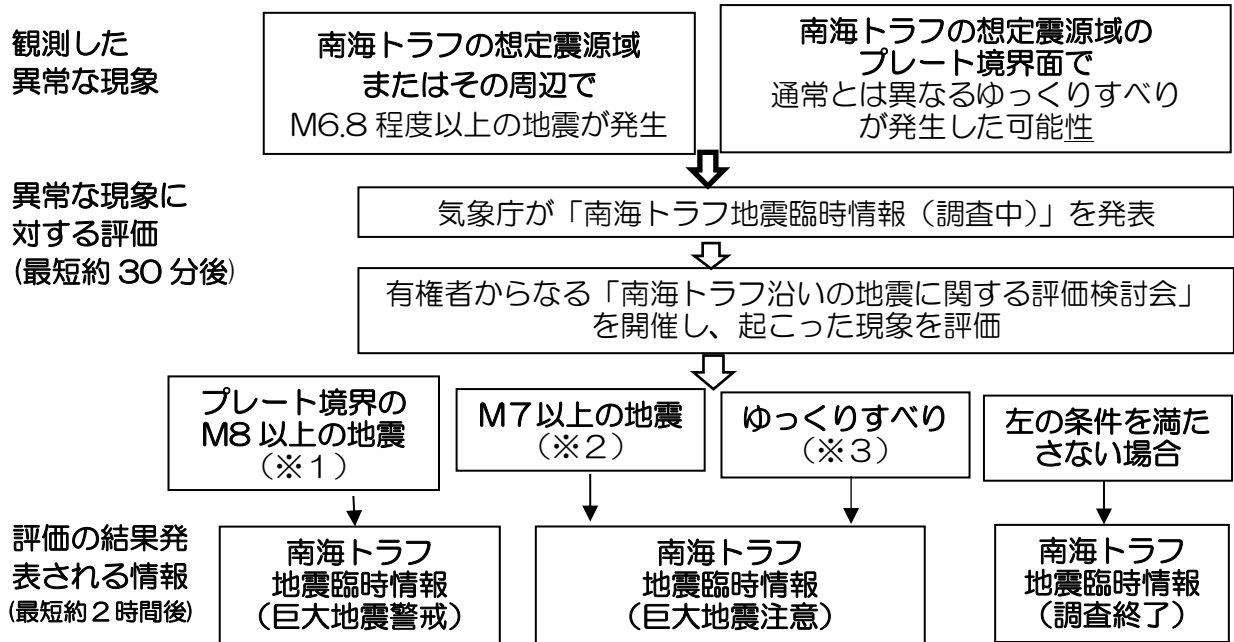 観測した
異常な現象
南海トラフの想定震源域
またはその周辺で
M6.8 程度以上の地震が発生
南海トラフの想定震源域の
プレート境界面で
通常とは異なるゆっくりすべり
が発生した可能性
異常な現象に
対する評価
(最短約 30 分後)
気象庁が「南海トラフ地震臨時情報（調査中）」を発表
有権者からなる「南海トラフ沿いの地震に関する評価検討会」
を開催し、起こった現象を評価
プレート境界の
M8 以上の地震
（※１）
M７以上の地震
（※２）
ゆっくりすべり
（※３）
左の条件を満た
さない場合
評価の結果発
表される情報
(最短約２時間後)
南海トラフ
地震臨時情報
（巨大地震警戒）
南海トラフ
地震臨時情報
（巨大地震注意）
南海トラフ
地震臨時情報
（調査終了）